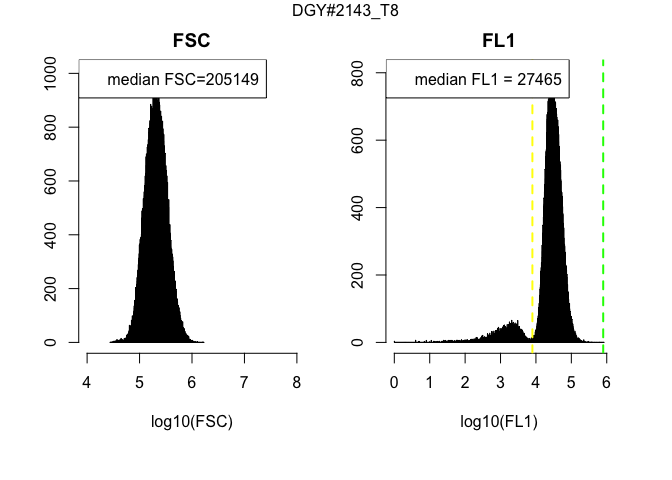 DGY#2143_T8
FSC
median FSC=205149
0
200
400
600
800
1000
4 5 6 7 8
log10(FSC)
FL1
median FL1 = 27465
0
200
400
600
800
0 1 2 3 4 5 6
log10(FL1)